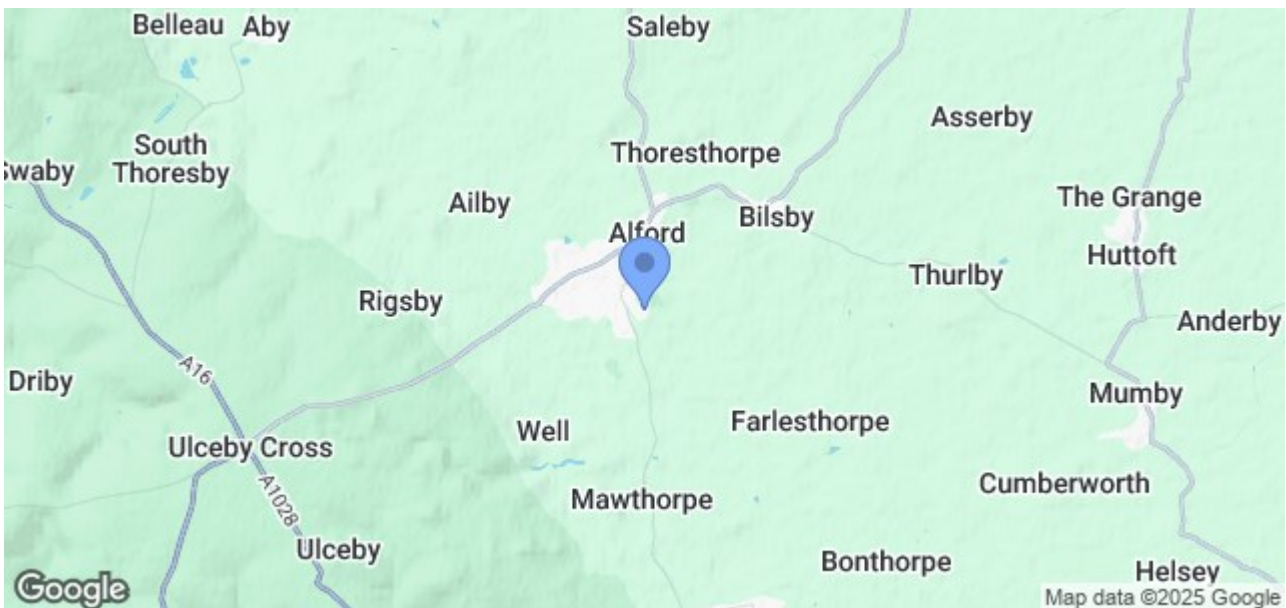 Belleau Aby
Saleby
Asserby
South
Thoresby
Thoresthorpe
Swaby
Ailby
The Grange
Bilsby
Alford
Huttoft
Thurlby
Rigsby
Anderby
A16
Driby
Mumby
Well
Farlesthorpe
Ulceby Cross
Cumberworth
A1028
Mawthorpe
Ulceby
Bonthorpe
Helsey
Google
Map data ©2025 Google